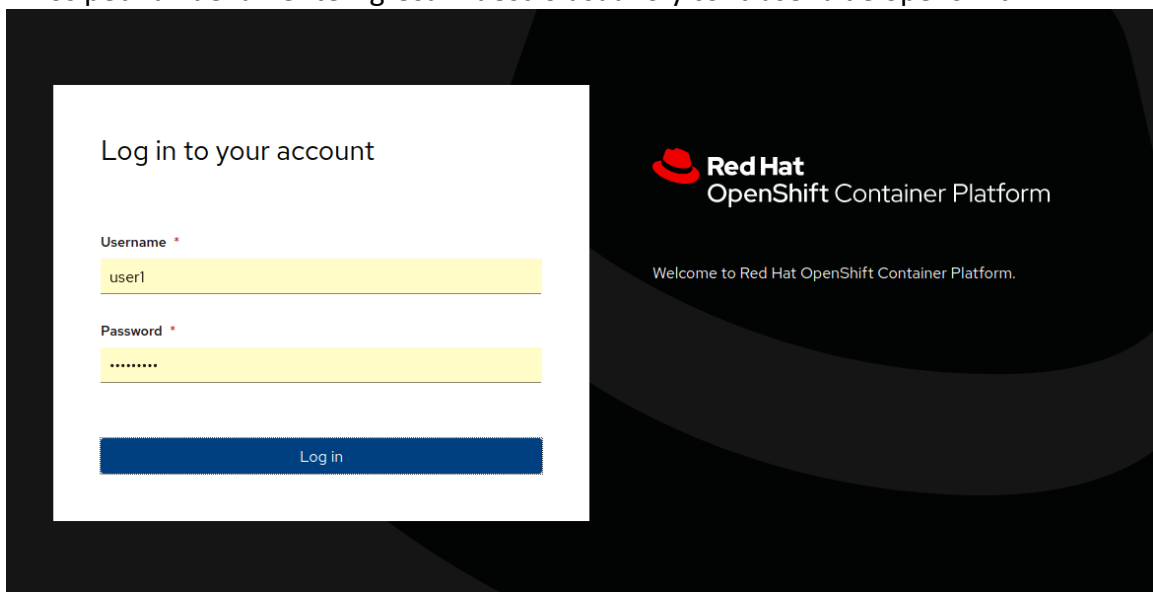 Log in to your account
Username *
user1
Password *
•••••••••
Log in
Red Hat
OpenShift Container Platform
Welcome to Red Hat OpenShift Container Platform.